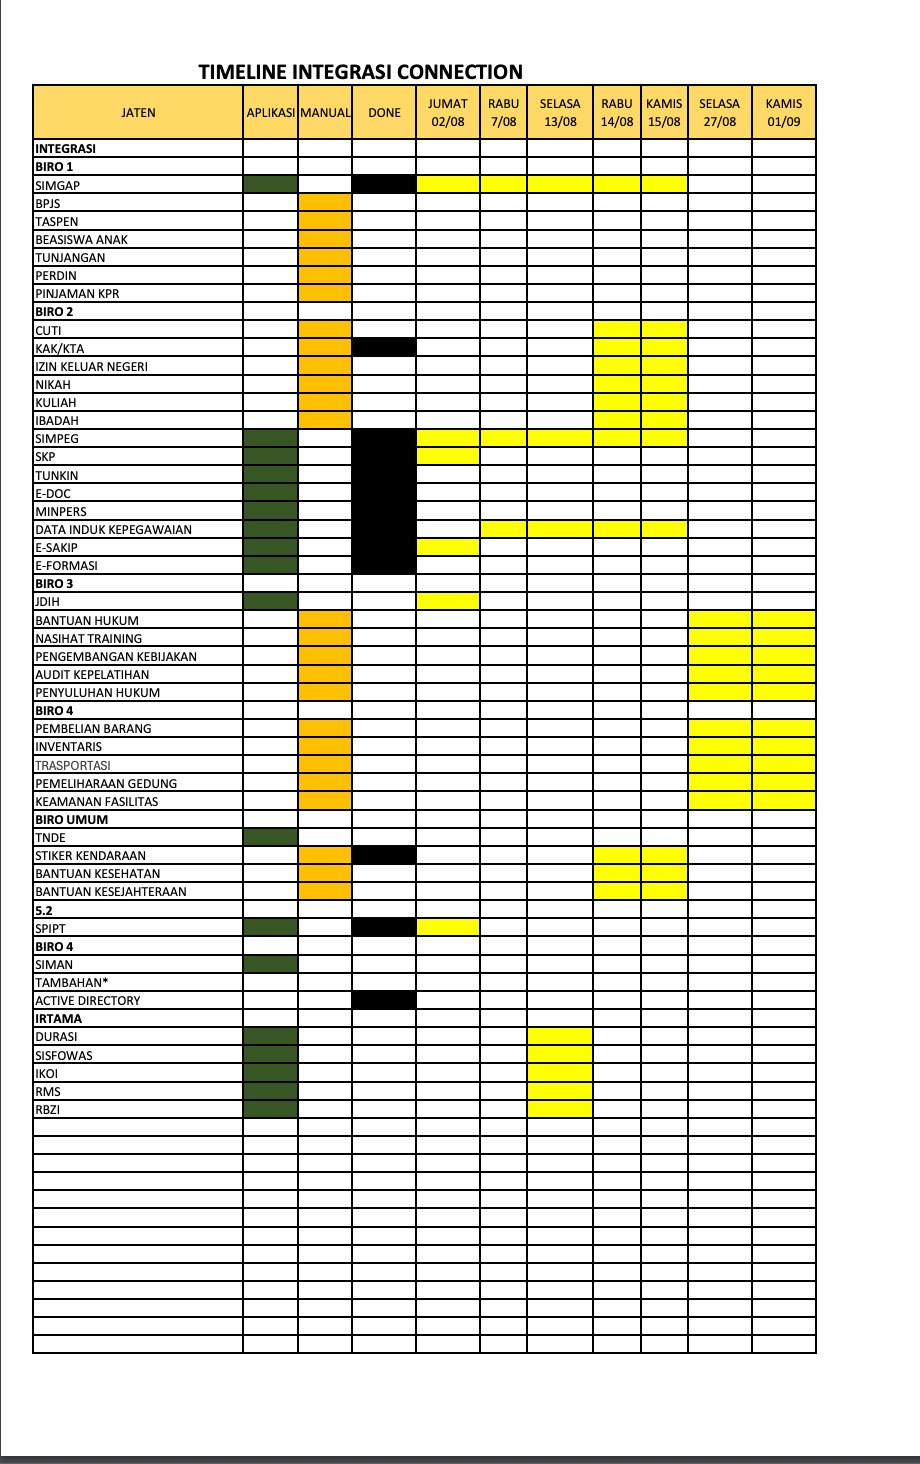 TIMELINE INTEGRASI CONNECTION
JATEN APLIKASI MANUAL DONE JUMAT 02/08 RABU 7/08 SELASA 13/08 RABU 14/08 KAMIS 15/08 SELASA 27/08 KAMIS 01/09
INTEGRASI
BIRO 1
SIMGAP
BPJS
TASPEN
BEASISWA ANAK
TUNJANGAN
PERDIN
PINJAMAN KPR
BIRO 2
CUTI
KAK/KTA
IZIN KELUAR NEGERI
NIKAH
KULIAH
IBADAH
SIMPEG
SKP
TUNKIN
E-DOC
MINPERS
DATA INDUK KEPEGAWAIAN
E-SAKIP
E-FORMASI
BIRO 3
JDIH
BANTUAN HUKUM
NASIHAT TRAINING
PENGEMBANGAN KEBIJAKAN
AUDIT KEPELATIHAN
PENYULUHAN HUKUM
BIRO 4
PEMBELIAN BARANG
INVENTARIS
TRASPORTASI
PEMELIHARAAN GEDUNG
KEAMANAN FASILITAS
BIRO UMUM
TNDE
STIKER KENDARAAN
BANTUAN KESEHATAN
BANTUAN KESEJAHTERAAN
5.2
SPIPT
BIRO 4
SIMAN
TAMBAHAN*
ACTIVE DIRECTORY
IRTAMA
DURASI
SISFOWAS
IKOI
RMS
RBZI